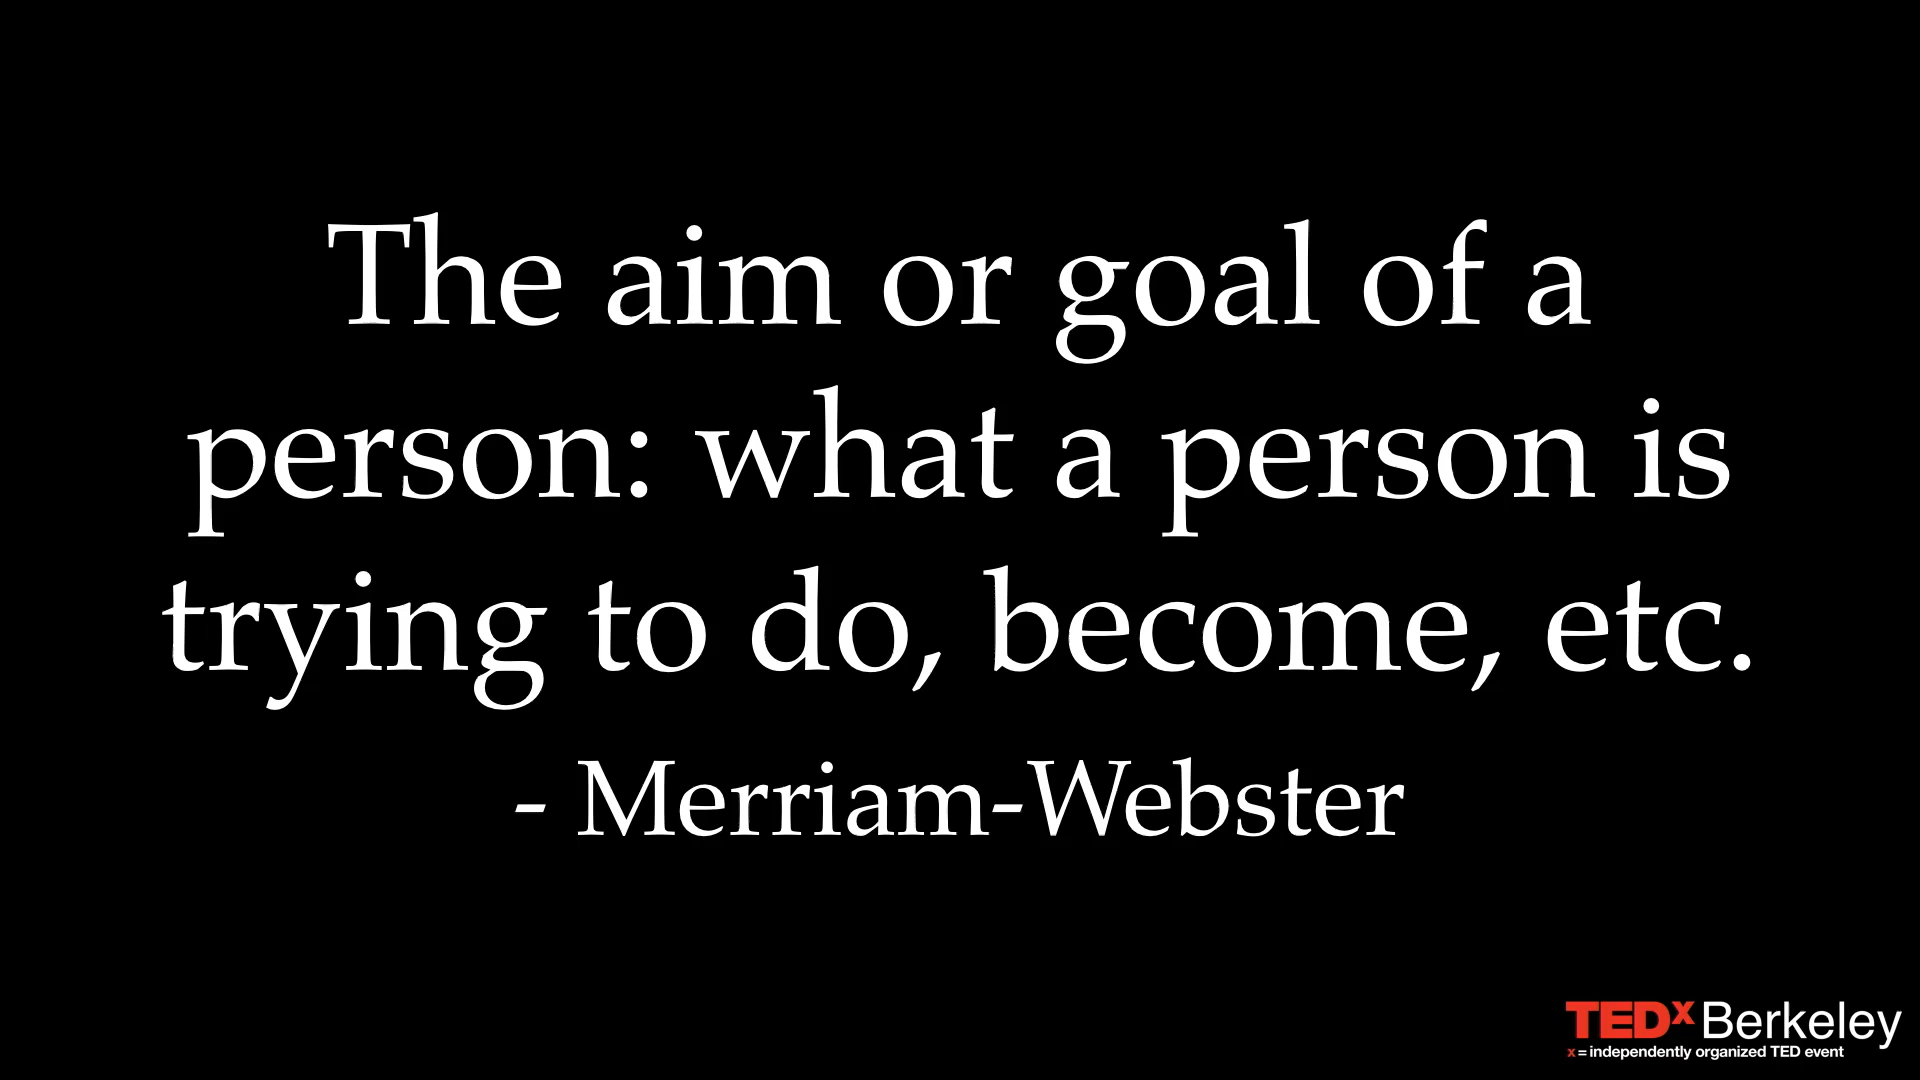 The aim or goal of a
person: what a person is
trying to do, become, etc.
- Merriam-Webster
TEDx Berkeley
x = independently organized TED event